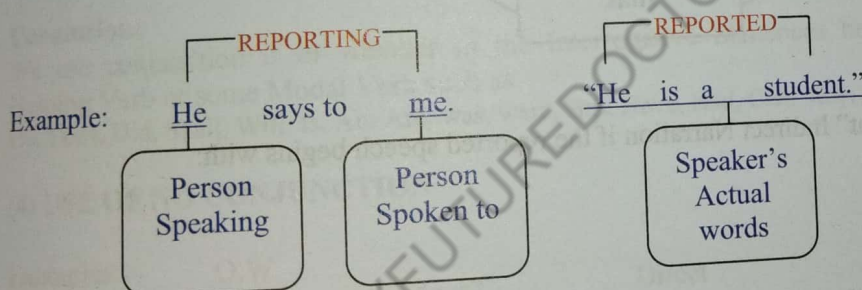 REPORTING REPORTED
Example: He says to me. “He is a student.”
Person Speaking
Person Spoken to
Speaker’s Actual words